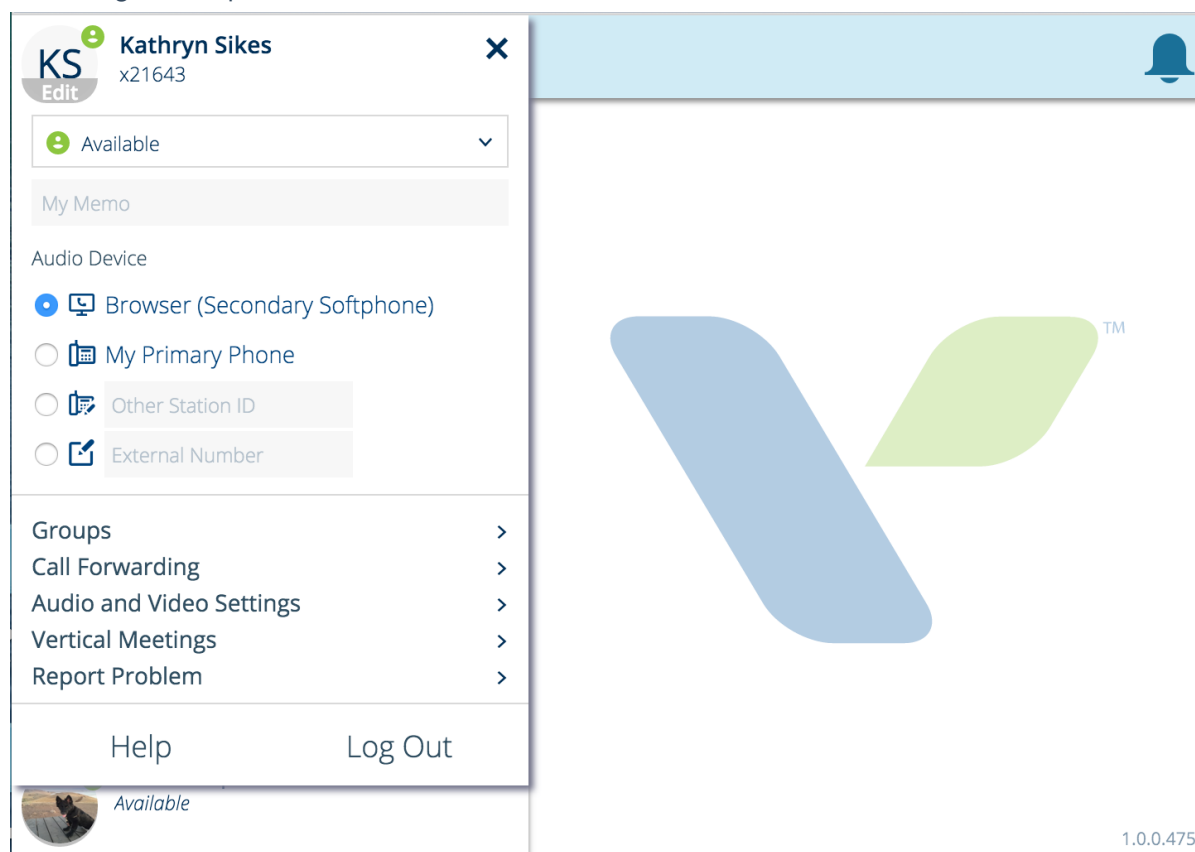 KS
Edit
Kathryn Sikes
x21643
Available
My Memo
Audio Device
Browser (Secondary Softphone)
My Primary Phone
Other Station ID
External Number
Groups
Call Forwarding
Audio and Video Settings
Vertical Meetings
Report Problem
Help Log Out
Available
TM
1.0.0.475